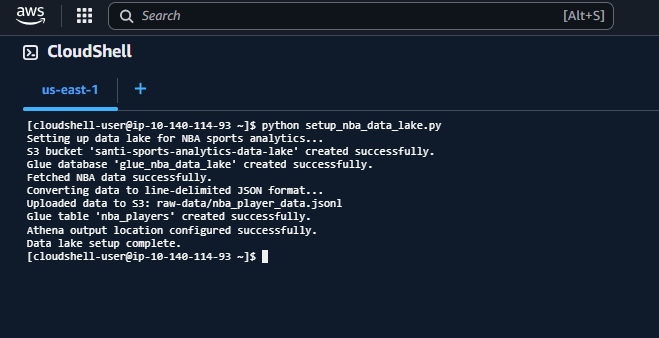 aws
Search [Alt+S]
CloudShell
us-east-1 +
[cloudshell-user@ip-10-140-114-93 ~]$ python setup_nba_data_lake.py
Setting up data lake for NBA sports analytics...
S3 bucket 'santi-sports-analytics-data-lake' created successfully.
Glue database 'glue_nba_data_lake' created successfully.
Fetched NBA data successfully.
Converting data to line-delimited JSON format...
Uploaded data to S3: raw-data/nba_player_data.jsonl
Glue table 'nba_players' created successfully.
Athena output location configured successfully.
Data lake setup complete.
[cloudshell-user@ip-10-140-114-93 ~]$